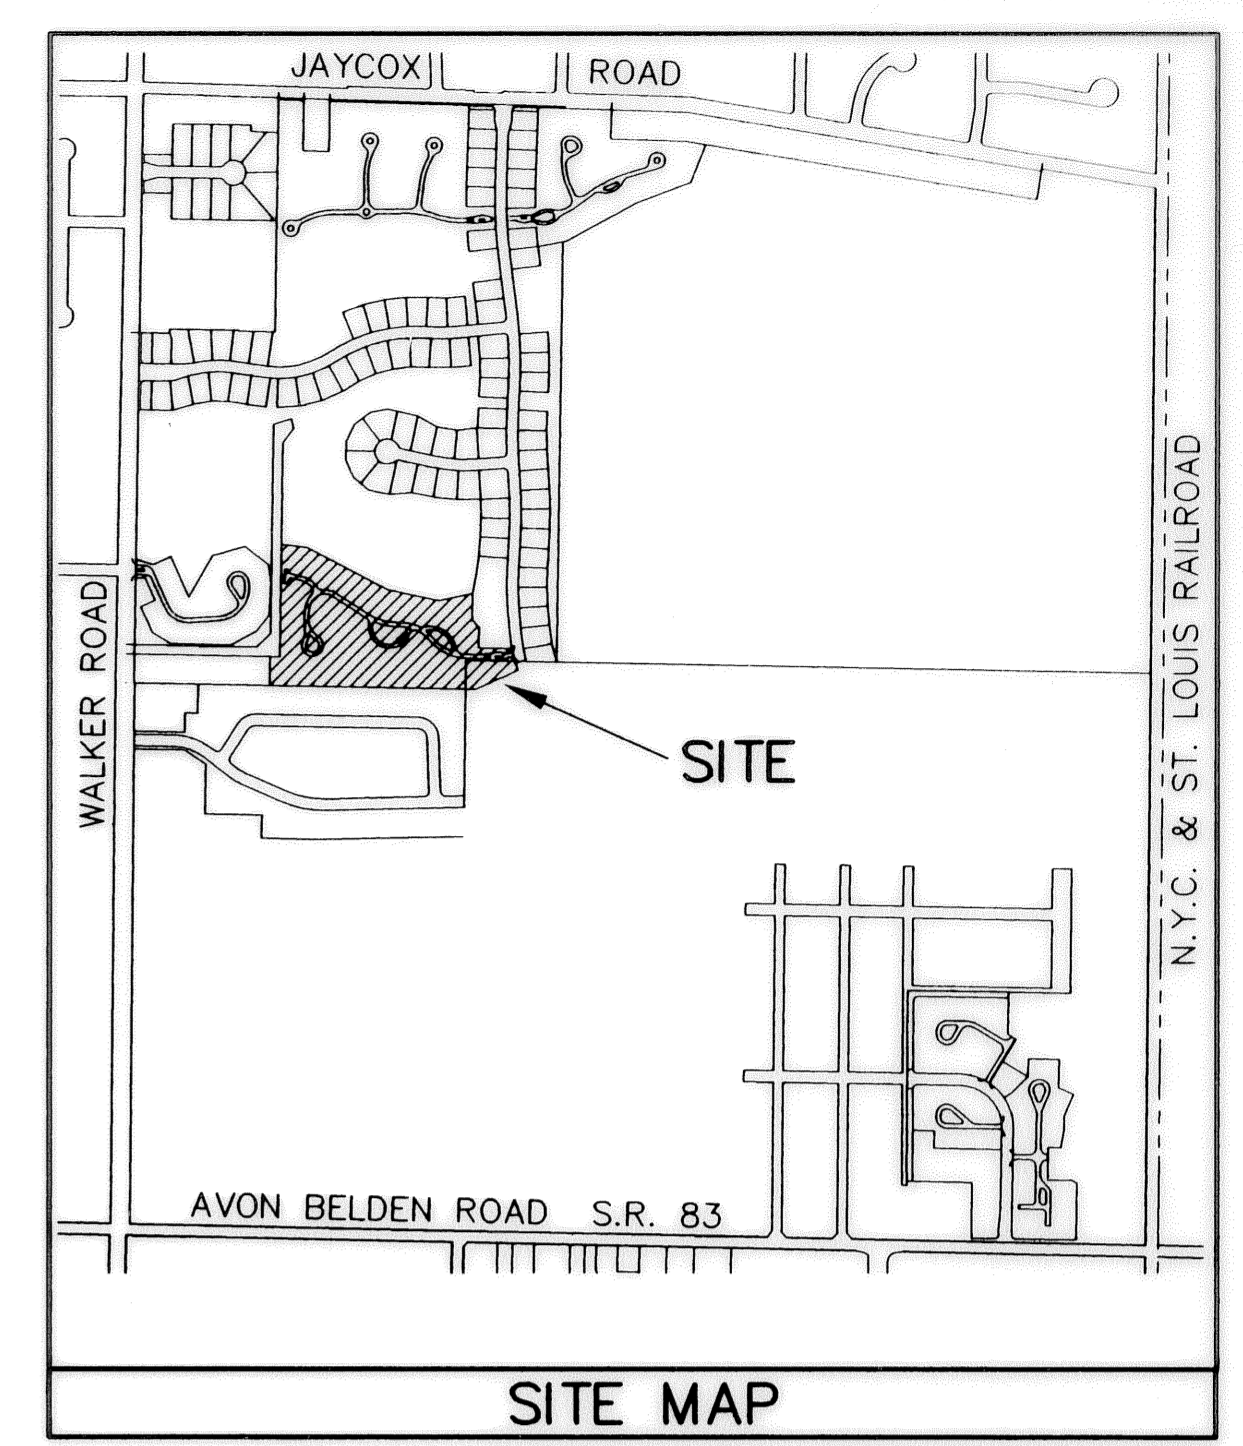 JAYCOX ROAD
WALKER ROAD
N.Y.C. & ST. LOUIS RAILROAD
SITE
AVON BELDEN ROAD S.R. 83
SITE MAP